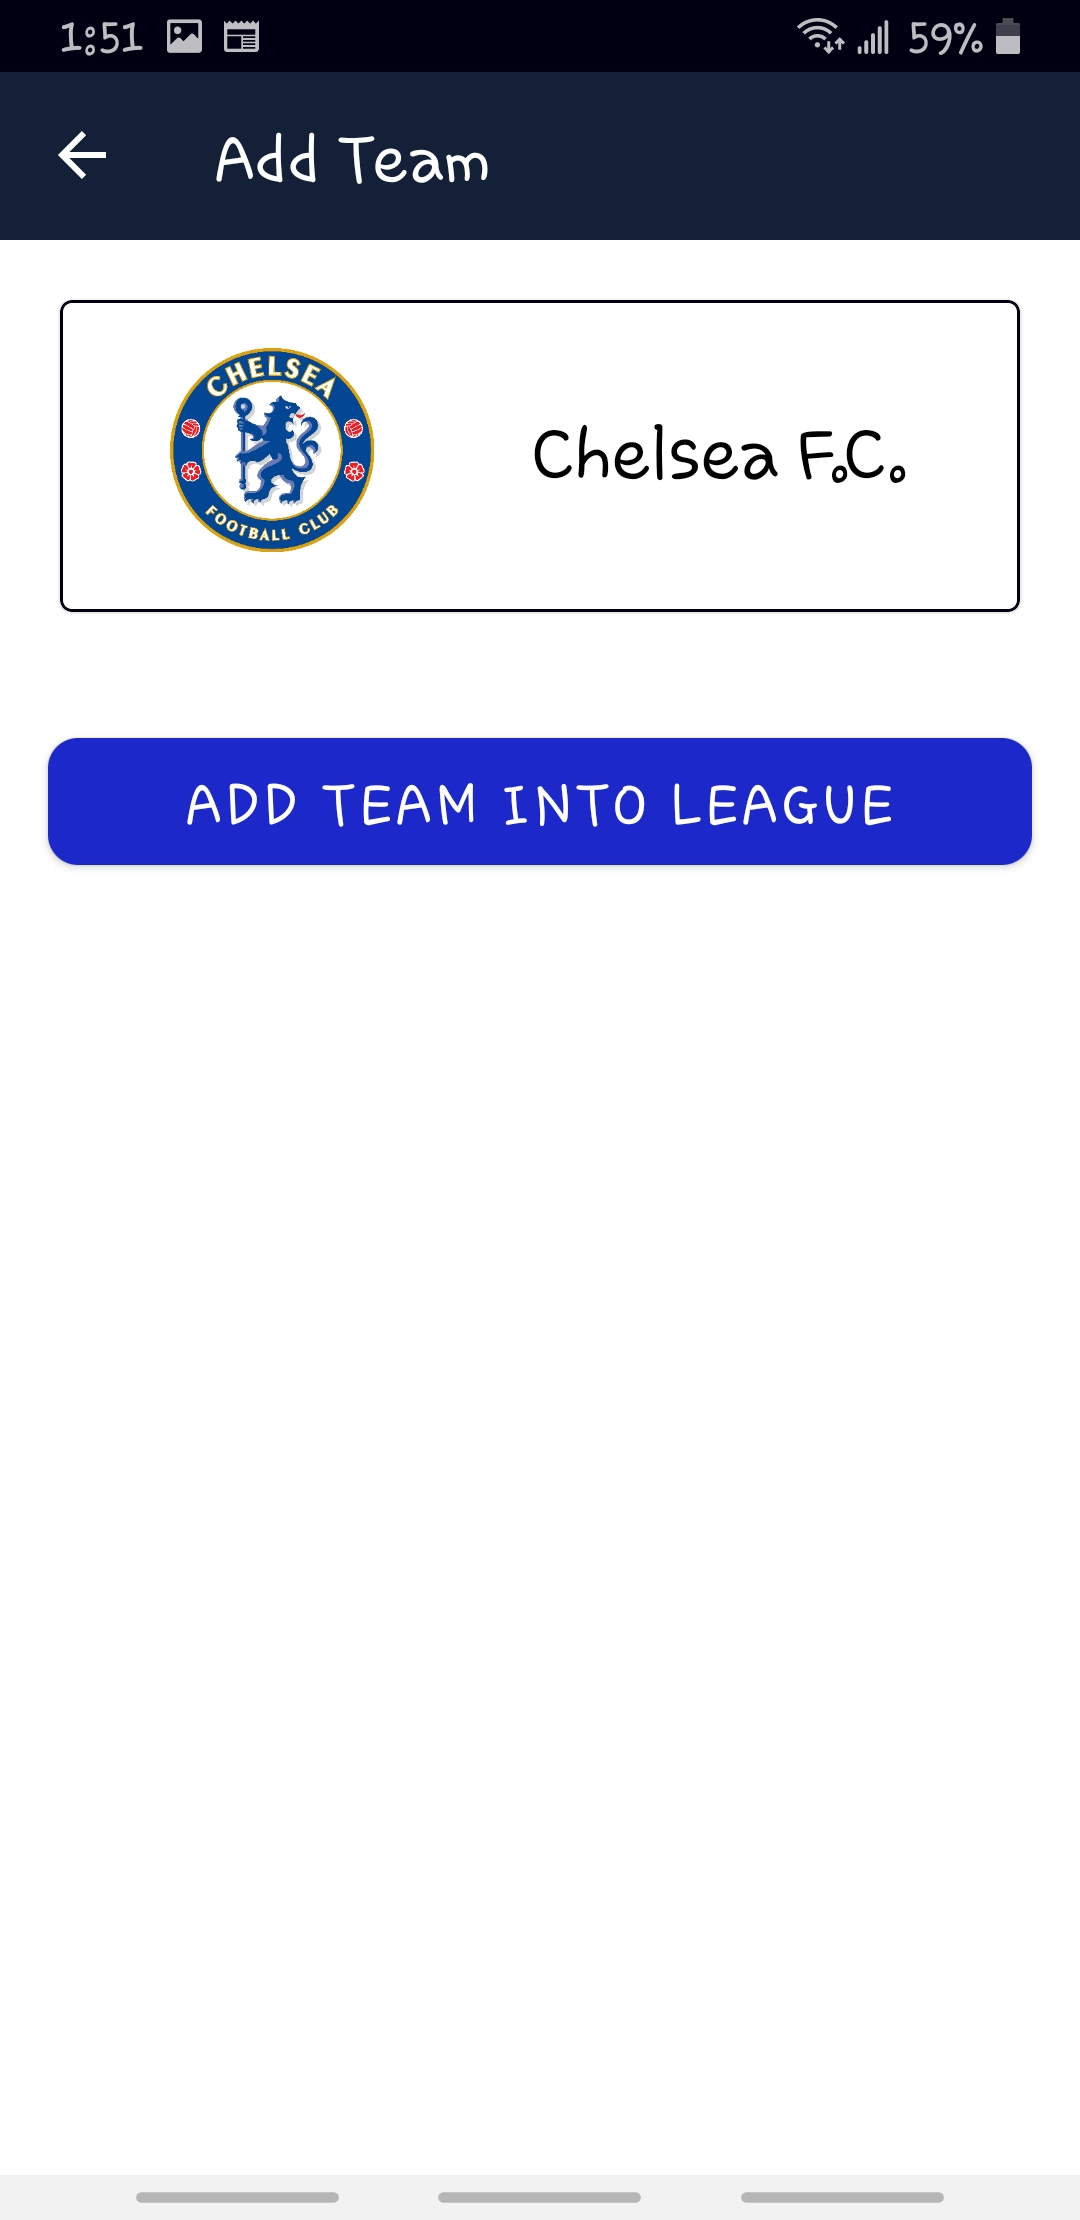 1:51 59%
Add Team
CHELSEA
FOOTBALL CLUB
Chelsea F.C.
ADD TEAM INTO LEAGUE